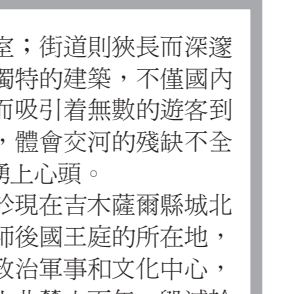 室；街道則狹長而深邃
獨特的建築，不僅國內
而吸引着無數的遊客到
，體會交河的殘缺不全
勇上心頭。
於現在吉木薩爾縣城北
師後國王庭的所在地，
政治軍事和文化中心，